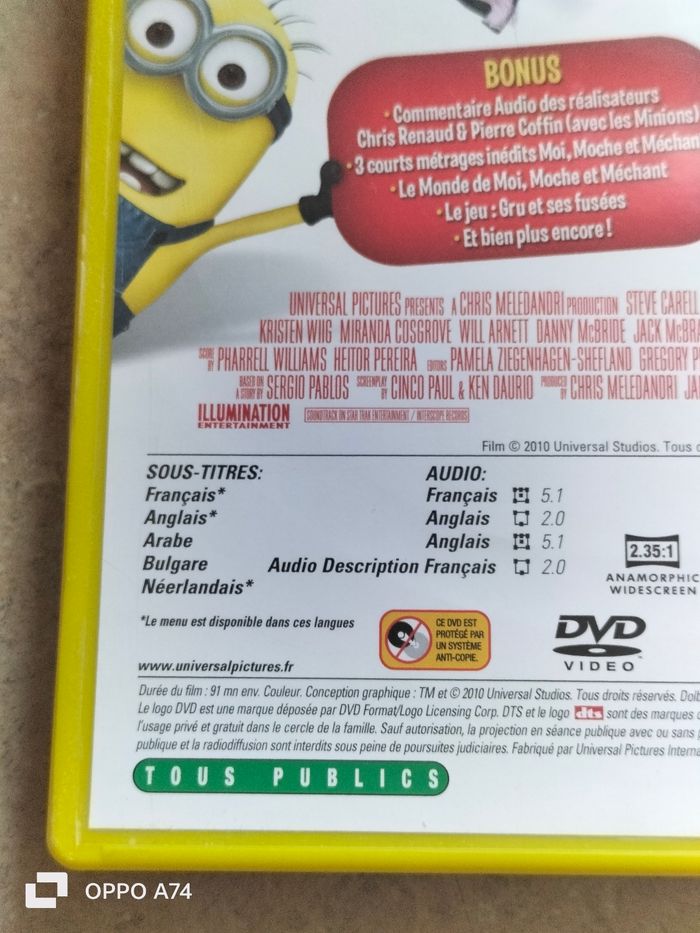 BONUS
• Commentaire Audio des réalisateurs
Chris Renaud & Pierre Coffin (avec les Minions)
• 3 courts métrages inédits Moi, Moche et Méchan
• Le Monde de Moi, Moche et Méchant
• Le jeu : Gru et ses fusées
• Et bien plus encore !
UNIVERSAL PICTURES PRESENTS A CHRIS MELEDANDRI PRODUCTION STEVE CARELL
KRISTEN WIIG MIRANDA COSGROVE WILL ARNETT DANNY McBRIDE JACK McBR
SCORE BY PHARRELL WILLIAMS HEITOR PEREIRA EDITORS PAMELA ZIEGENHAGEN-SHEFLAND GREGORY P
BASED ON A STORY BY SERGIO PABLOS SCREENPLAY BY CINCO PAUL & KEN DAURIO PRODUCED BY CHRIS MELEDANDRI JA
ILLUMINATION
ENTERTAINMENT
SOUNDTRACK ON STAR TRAK ENTERTAINMENT / INTERSCOPE RECORDS
Film © 2010 Universal Studios. Tous d
SOUS-TITRES:
Français*
Anglais*
Arabe
Bulgare
Néerlandais*
AUDIO:
Français 5.1
Anglais 2.0
Anglais 5.1
Audio Description Français 2.0
2.35:1
ANAMORPHIC
WIDESCREEN
*Le menu est disponible dans ces langues
CE DVD EST
PROTÉGÉ PAR
UN SYSTÈME
ANTI-COPIE.
DVD
VIDEO™
www.universalpictures.fr
Durée du film : 91 mn env. Couleur. Conception graphique : TM et © 2010 Universal Studios. Tous droits réservés. Dolb
Le logo DVD est une marque déposée par DVD Format/Logo Licensing Corp. DTS et le logo dts sont des marques
l'usage privé et gratuit dans le cercle de la famille. Sauf autorisation, la projection en séance publique avec ou sans
publique et la radiodiffusion sont interdits sous peine de poursuites judiciaires. Fabriqué par Universal Pictures Interna
TOUS PUBLICS
OPPO A74